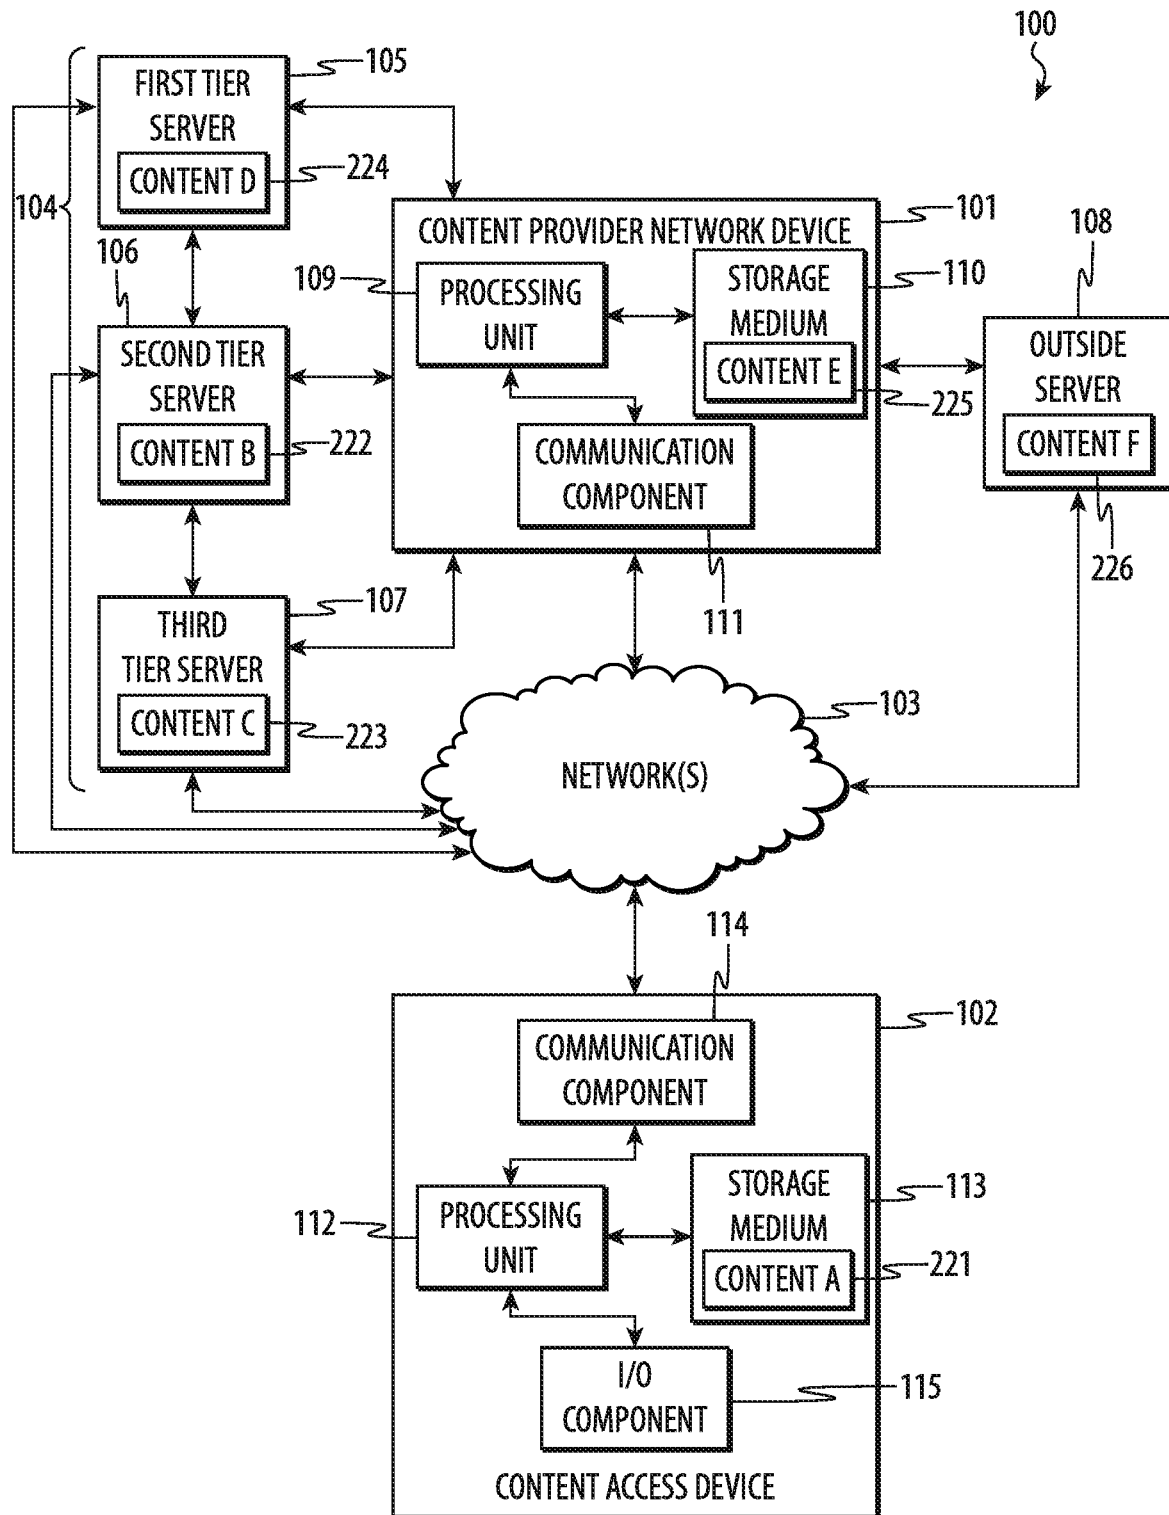 100
105
FIRST TIER
SERVER
CONTENT D
224
104
106
SECOND TIER
SERVER
CONTENT B
222
107
THIRD
TIER SERVER
CONTENT C
223
101
CONTENT PROVIDER NETWORK DEVICE
109
PROCESSING
UNIT
110
STORAGE
MEDIUM
CONTENT E
225
COMMUNICATION
COMPONENT
111
108
OUTSIDE
SERVER
CONTENT F
226
103
NETWORK(S)
114
102
COMMUNICATION
COMPONENT
112
PROCESSING
UNIT
113
STORAGE
MEDIUM
CONTENT A
221
I/O
COMPONENT
115
CONTENT ACCESS DEVICE